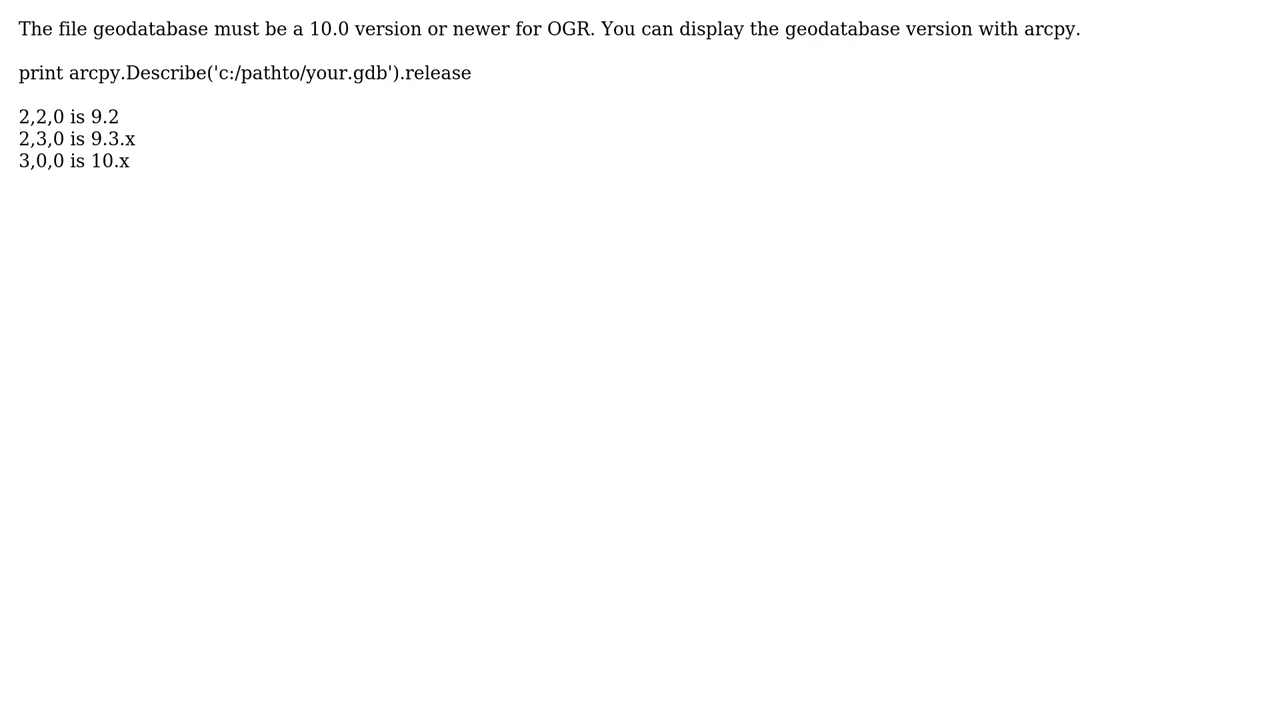 The file geodatabase must be a 10.0 version or newer for OGR. You can display the geodatabase version with arcpy.
print arcpy.Describe('c:/pathto/your.gdb').release
2,2,0 is 9.2
2,3,0 is 9.3.x
3,0,0 is 10.x